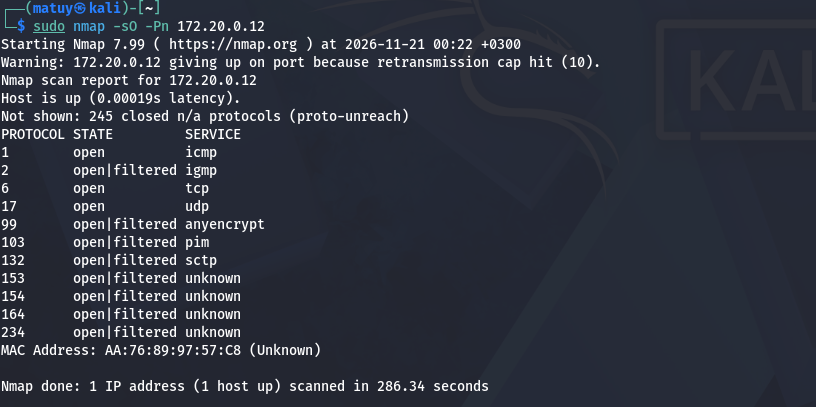 ┌──(matuy㉿kali)-[~]
└─$ sudo nmap -sO -Pn 172.20.0.12
Starting Nmap 7.99 ( https://nmap.org ) at 2026-11-21 00:22 +0300
Warning: 172.20.0.12 giving up on port because retransmission cap hit (10).
Nmap scan report for 172.20.0.12
Host is up (0.00019s latency).
Not shown: 245 closed n/a protocols (proto-unreach)
PROTOCOL STATE         SERVICE
1        open          icmp
2        open|filtered igmp
6        open          tcp
17       open          udp
99       open|filtered anyencrypt
103      open|filtered pim
132      open|filtered sctp
153      open|filtered unknown
154      open|filtered unknown
164      open|filtered unknown
234      open|filtered unknown
MAC Address: AA:76:89:97:57:C8 (Unknown)
Nmap done: 1 IP address (1 host up) scanned in 286.34 seconds
KAL